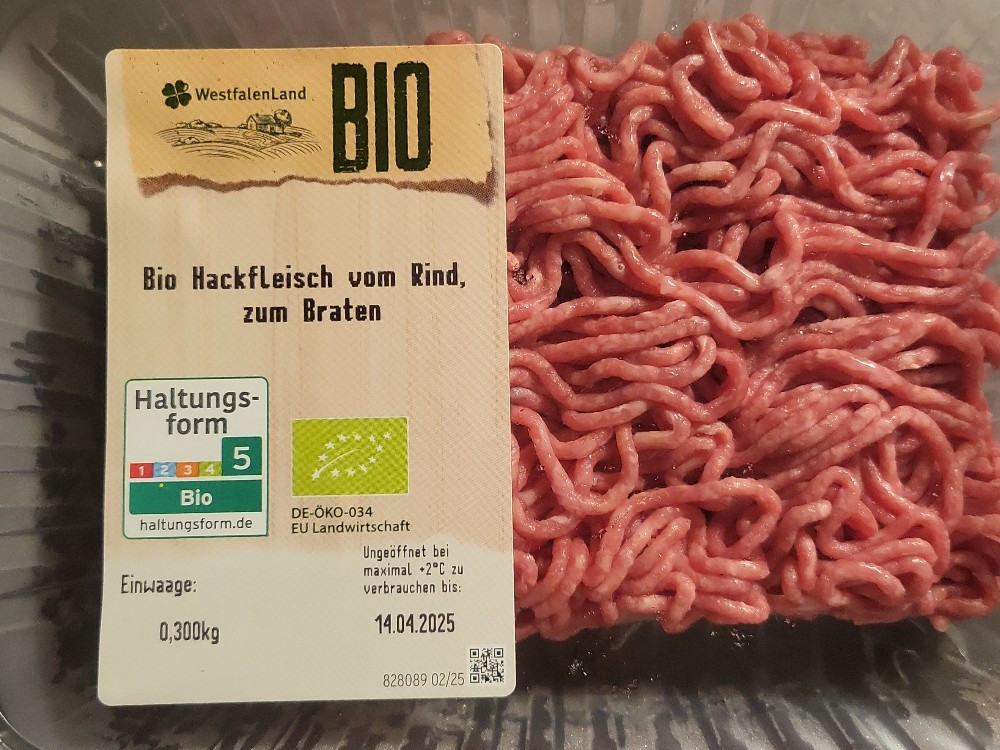 WestfalenLand
BIO
Bio Hackfleisch vom Rind,
zum Braten
Haltungs-
form
1 2 3 4 5
Bio
haltungsform.de
DE-ÖKO-034
EU Landwirtschaft
Ungeöffnet bei
maximal +2°C zu
verbrauchen bis:
14.04.2025
Einwaage:
0,300kg
828089 02/25